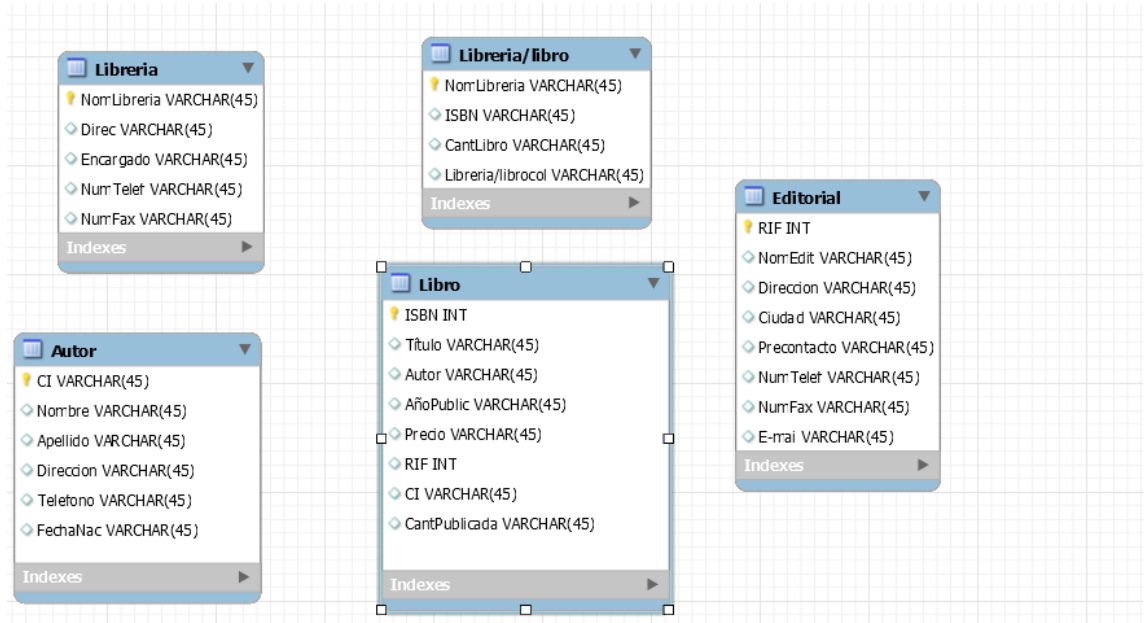 Libreria
NomLibreria VARCHAR(45)
Direc VARCHAR(45)
Encargado VARCHAR(45)
NumTelef VARCHAR(45)
NumFax VARCHAR(45)
Indexes
Libreria/libro
NomLibreria VARCHAR(45)
ISBN VARCHAR(45)
CantLibro VARCHAR(45)
Libreria/librocol VARCHAR(45)
Indexes
Editorial
RIF INT
NomEdit VARCHAR(45)
Direccion VARCHAR(45)
Ciudad VARCHAR(45)
Precontacto VARCHAR(45)
NumTelef VARCHAR(45)
NumFax VARCHAR(45)
E-mai VARCHAR(45)
Indexes
Autor
CI VARCHAR(45)
Nombre VARCHAR(45)
Apellido VARCHAR(45)
Direccion VARCHAR(45)
Telefono VARCHAR(45)
FechaNac VARCHAR(45)
Indexes
Libro
ISBN INT
Título VARCHAR(45)
Autor VARCHAR(45)
AñoPublic VARCHAR(45)
Precio VARCHAR(45)
RIF INT
CI VARCHAR(45)
CantPublicada VARCHAR(45)
Indexes